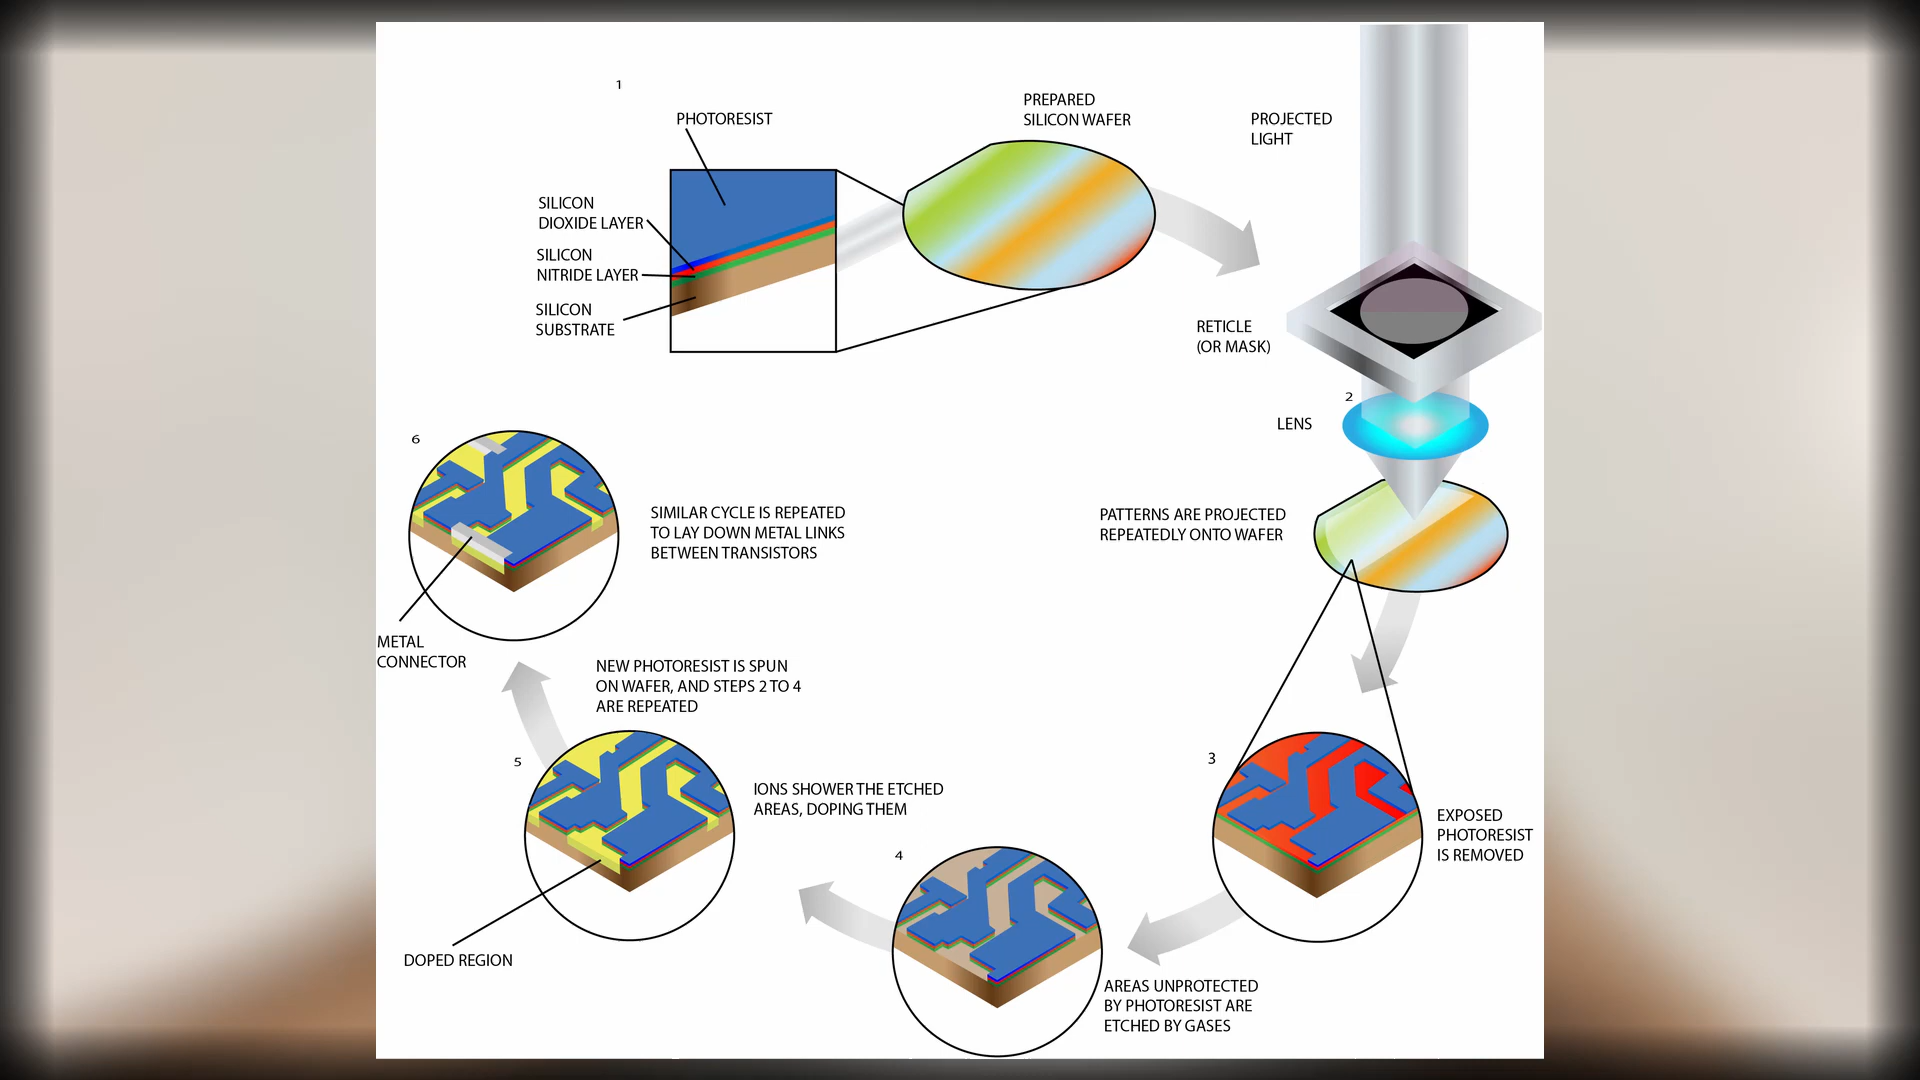 1
PHOTORESIST
PREPARED
SILICON WAFER
PROJECTED
LIGHT
SILICON
DIOXIDE LAYER
SILICON
NITRIDE LAYER
SILICON
SUBSTRATE
RETICLE
(OR MASK)
2
LENS
PATTERNS ARE PROJECTED
REPEATEDLY ONTO WAFER
3
EXPOSED
PHOTORESIST
IS REMOVED
4
AREAS UNPROTECTED
BY PHOTORESIST ARE
ETCHED BY GASES
5
IONS SHOWER THE ETCHED
AREAS, DOPING THEM
DOPED REGION
NEW PHOTORESIST IS SPUN
ON WAFER, AND STEPS 2 TO 4
ARE REPEATED
6
SIMILAR CYCLE IS REPEATED
TO LAY DOWN METAL LINKS
BETWEEN TRANSISTORS
METAL
CONNECTOR